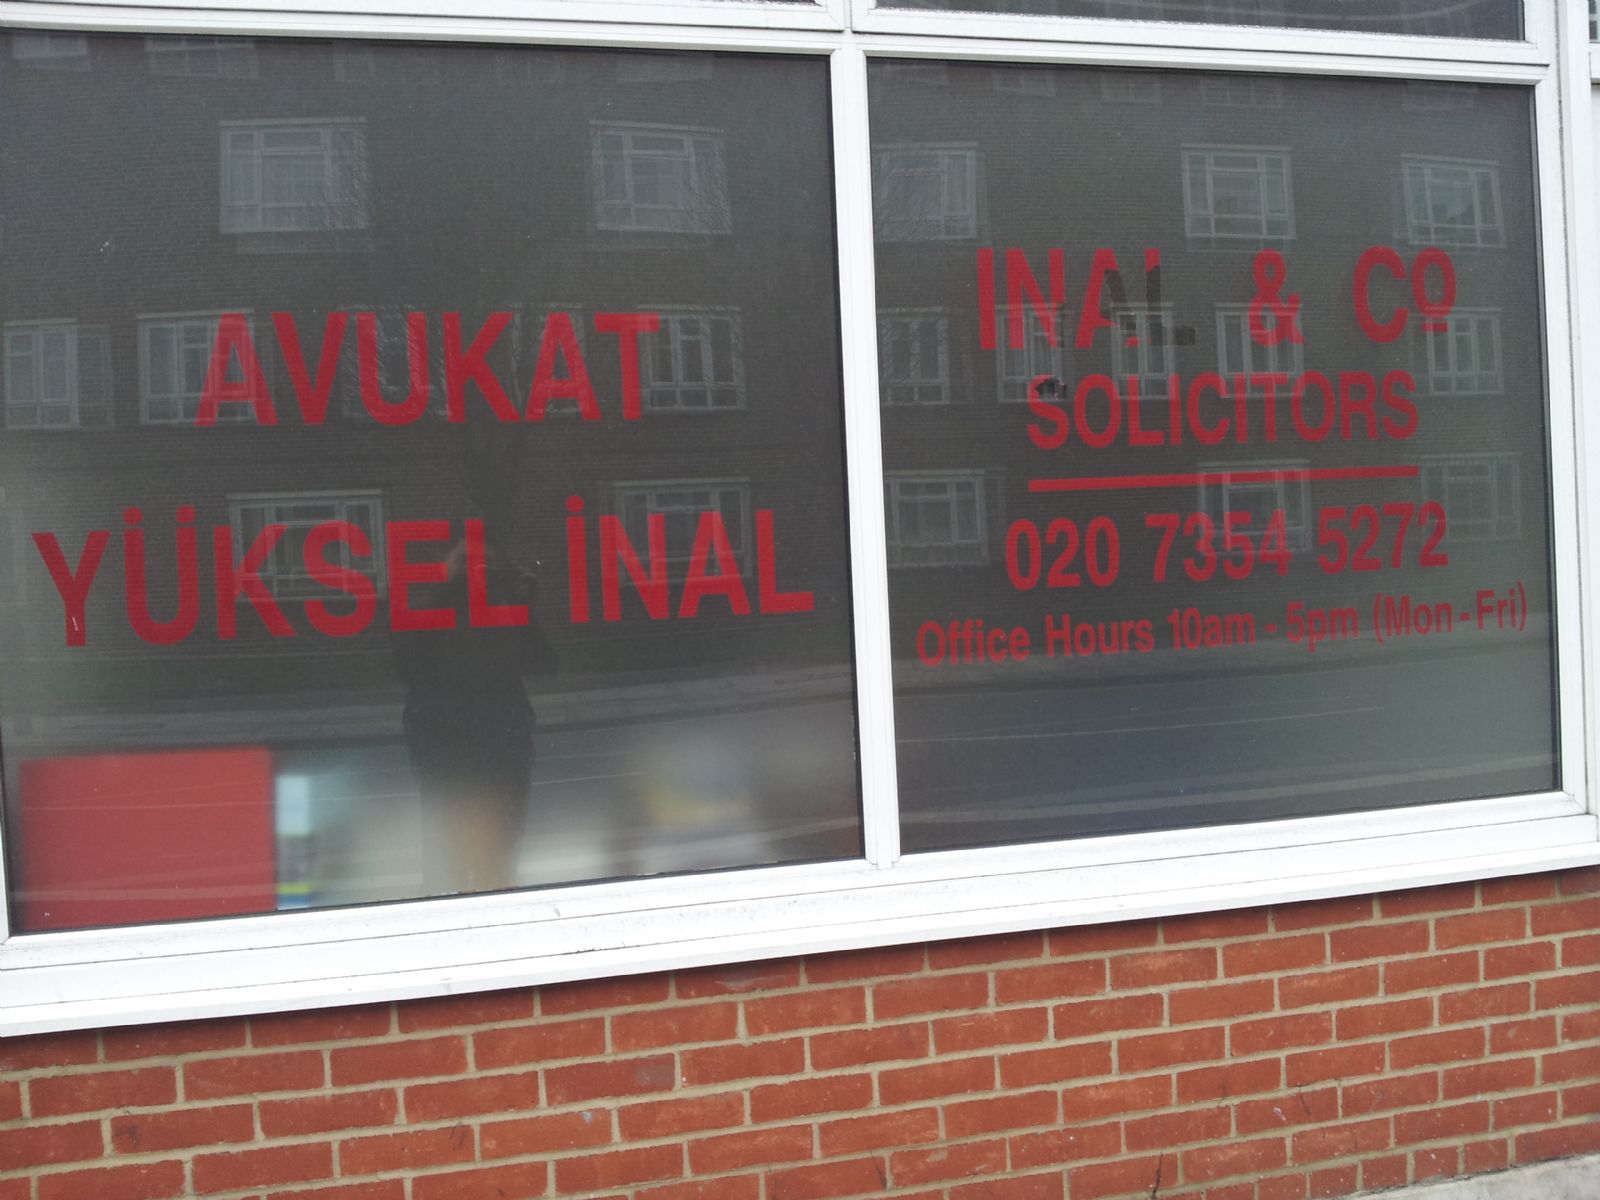 AVUKAT
YÜKSEL İNAL
INAL & Cº
SOLICITORS
020 7354 5272
Office Hours 10am - 5pm (Mon - Fri)